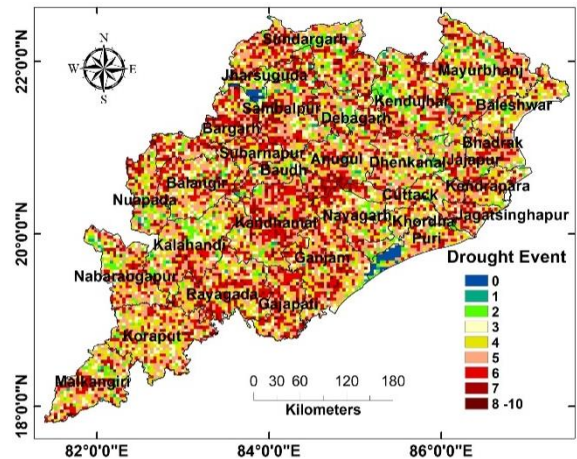 N
W E
S
22°0'0"N
20°0'0"N
18°0'0"N
Sundargarh
Jharsuguda
Mayurbhanj
Sambalpur
Kendujhar
Baleshwar
Debagarh
Bargarh
Bhadrak
Subarnapur
Anugul
Dhenkanal
Jajapur
Baudh
Balangir
Kendrapara
Nuapada
Cuttack
Kandhamal
Nayagarh
Khordha
Jagatsinghapur
Kalahandi
Puri
Ganjam
Nabarangapur
Rayagada
Gajapati
Koraput
Malkangiri
Drought Event
0
1
2
3
4
5
6
7
8 -10
0 30 60 120 180
Kilometers
82°0'0"E 84°0'0"E 86°0'0"E